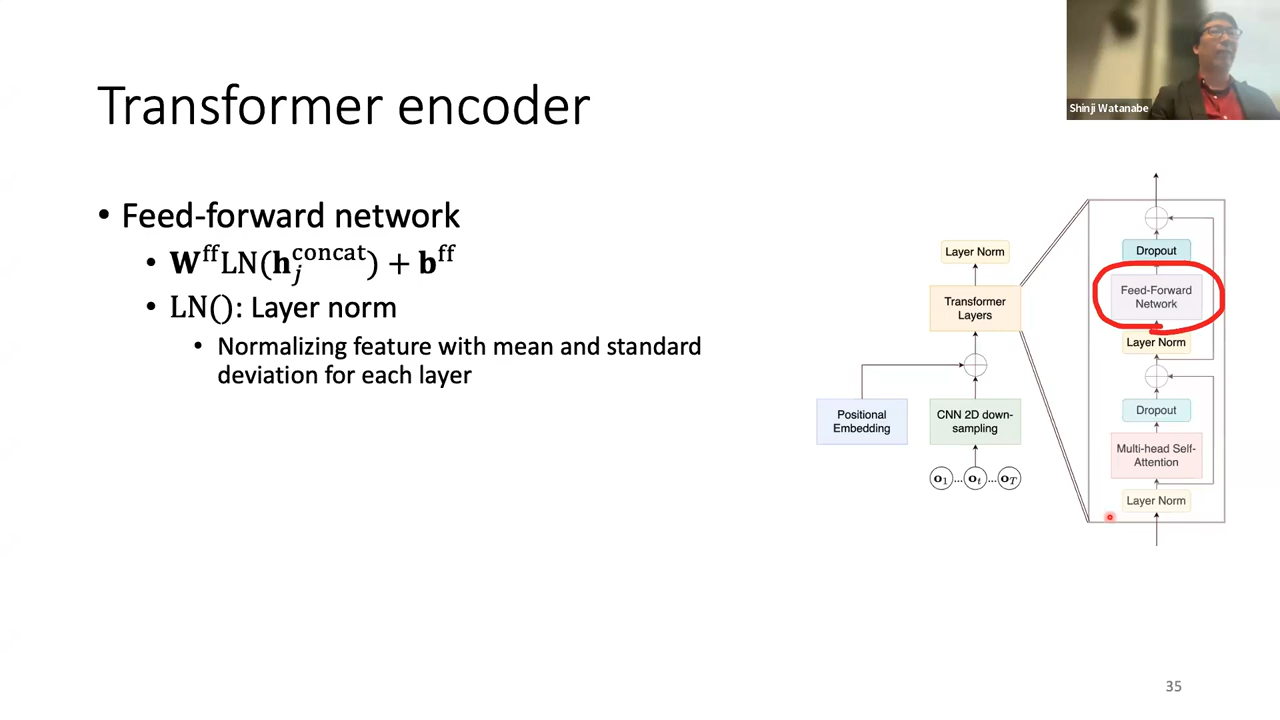 Shinji Watanabe
Transformer encoder
• Feed-forward network
• W^ff LN(h_j^concat) + b^ff
• LN(): Layer norm
• Normalizing feature with mean and standard
deviation for each layer
Layer Norm
Transformer
Layers
Positional
Embedding
CNN 2D down-
sampling
o_1 ... o_t ... o_T
Dropout
Feed-Forward
Network
Layer Norm
Dropout
Multi-head Self-
Attention
Layer Norm
35